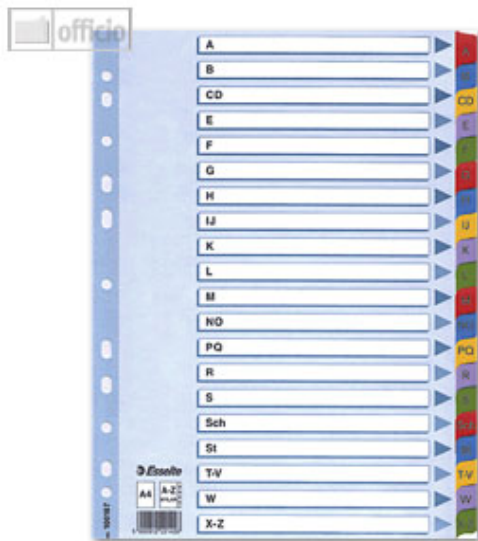 officio
A A
B
CD CD
E E
F
G G
H
IJ IJ
K K
L L
M M
NO
PQ PQ
R R
S S
Sch
St
T-V T-V
W W
X-Z
Esselte
A4 A-Z